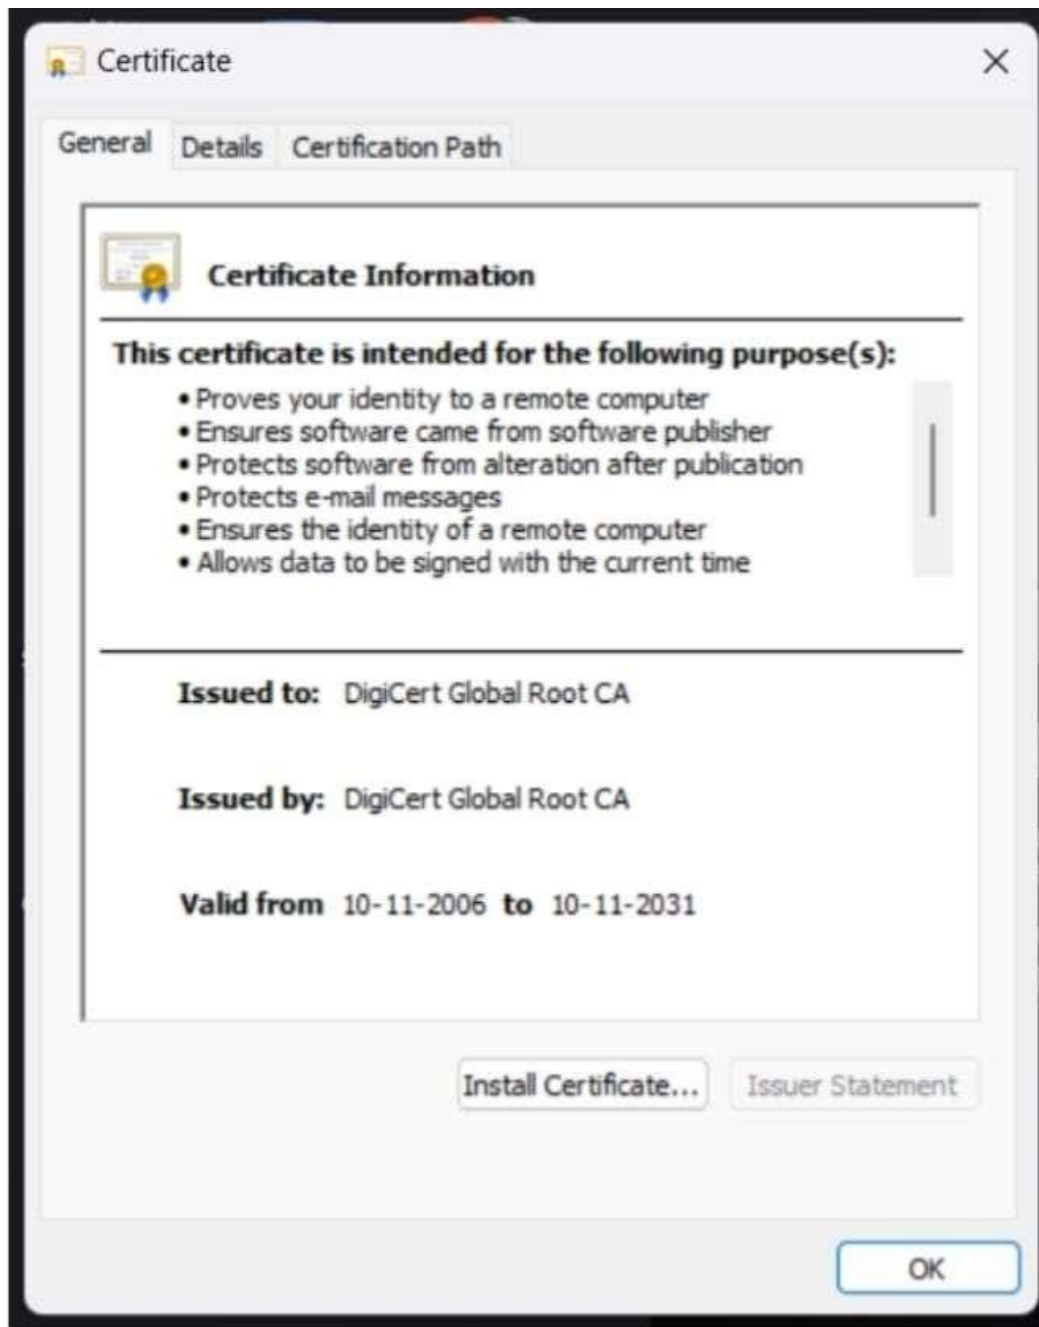 Certificate
General Details Certification Path
Certificate Information
This certificate is intended for the following purpose(s):
• Proves your identity to a remote computer
• Ensures software came from software publisher
• Protects software from alteration after publication
• Protects e-mail messages
• Ensures the identity of a remote computer
• Allows data to be signed with the current time
Issued to: DigiCert Global Root CA
Issued by: DigiCert Global Root CA
Valid from 10-11-2006 to 10-11-2031
Install Certificate... Issuer Statement
OK